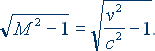 √(M² − 1) = √(v²/c² − 1).